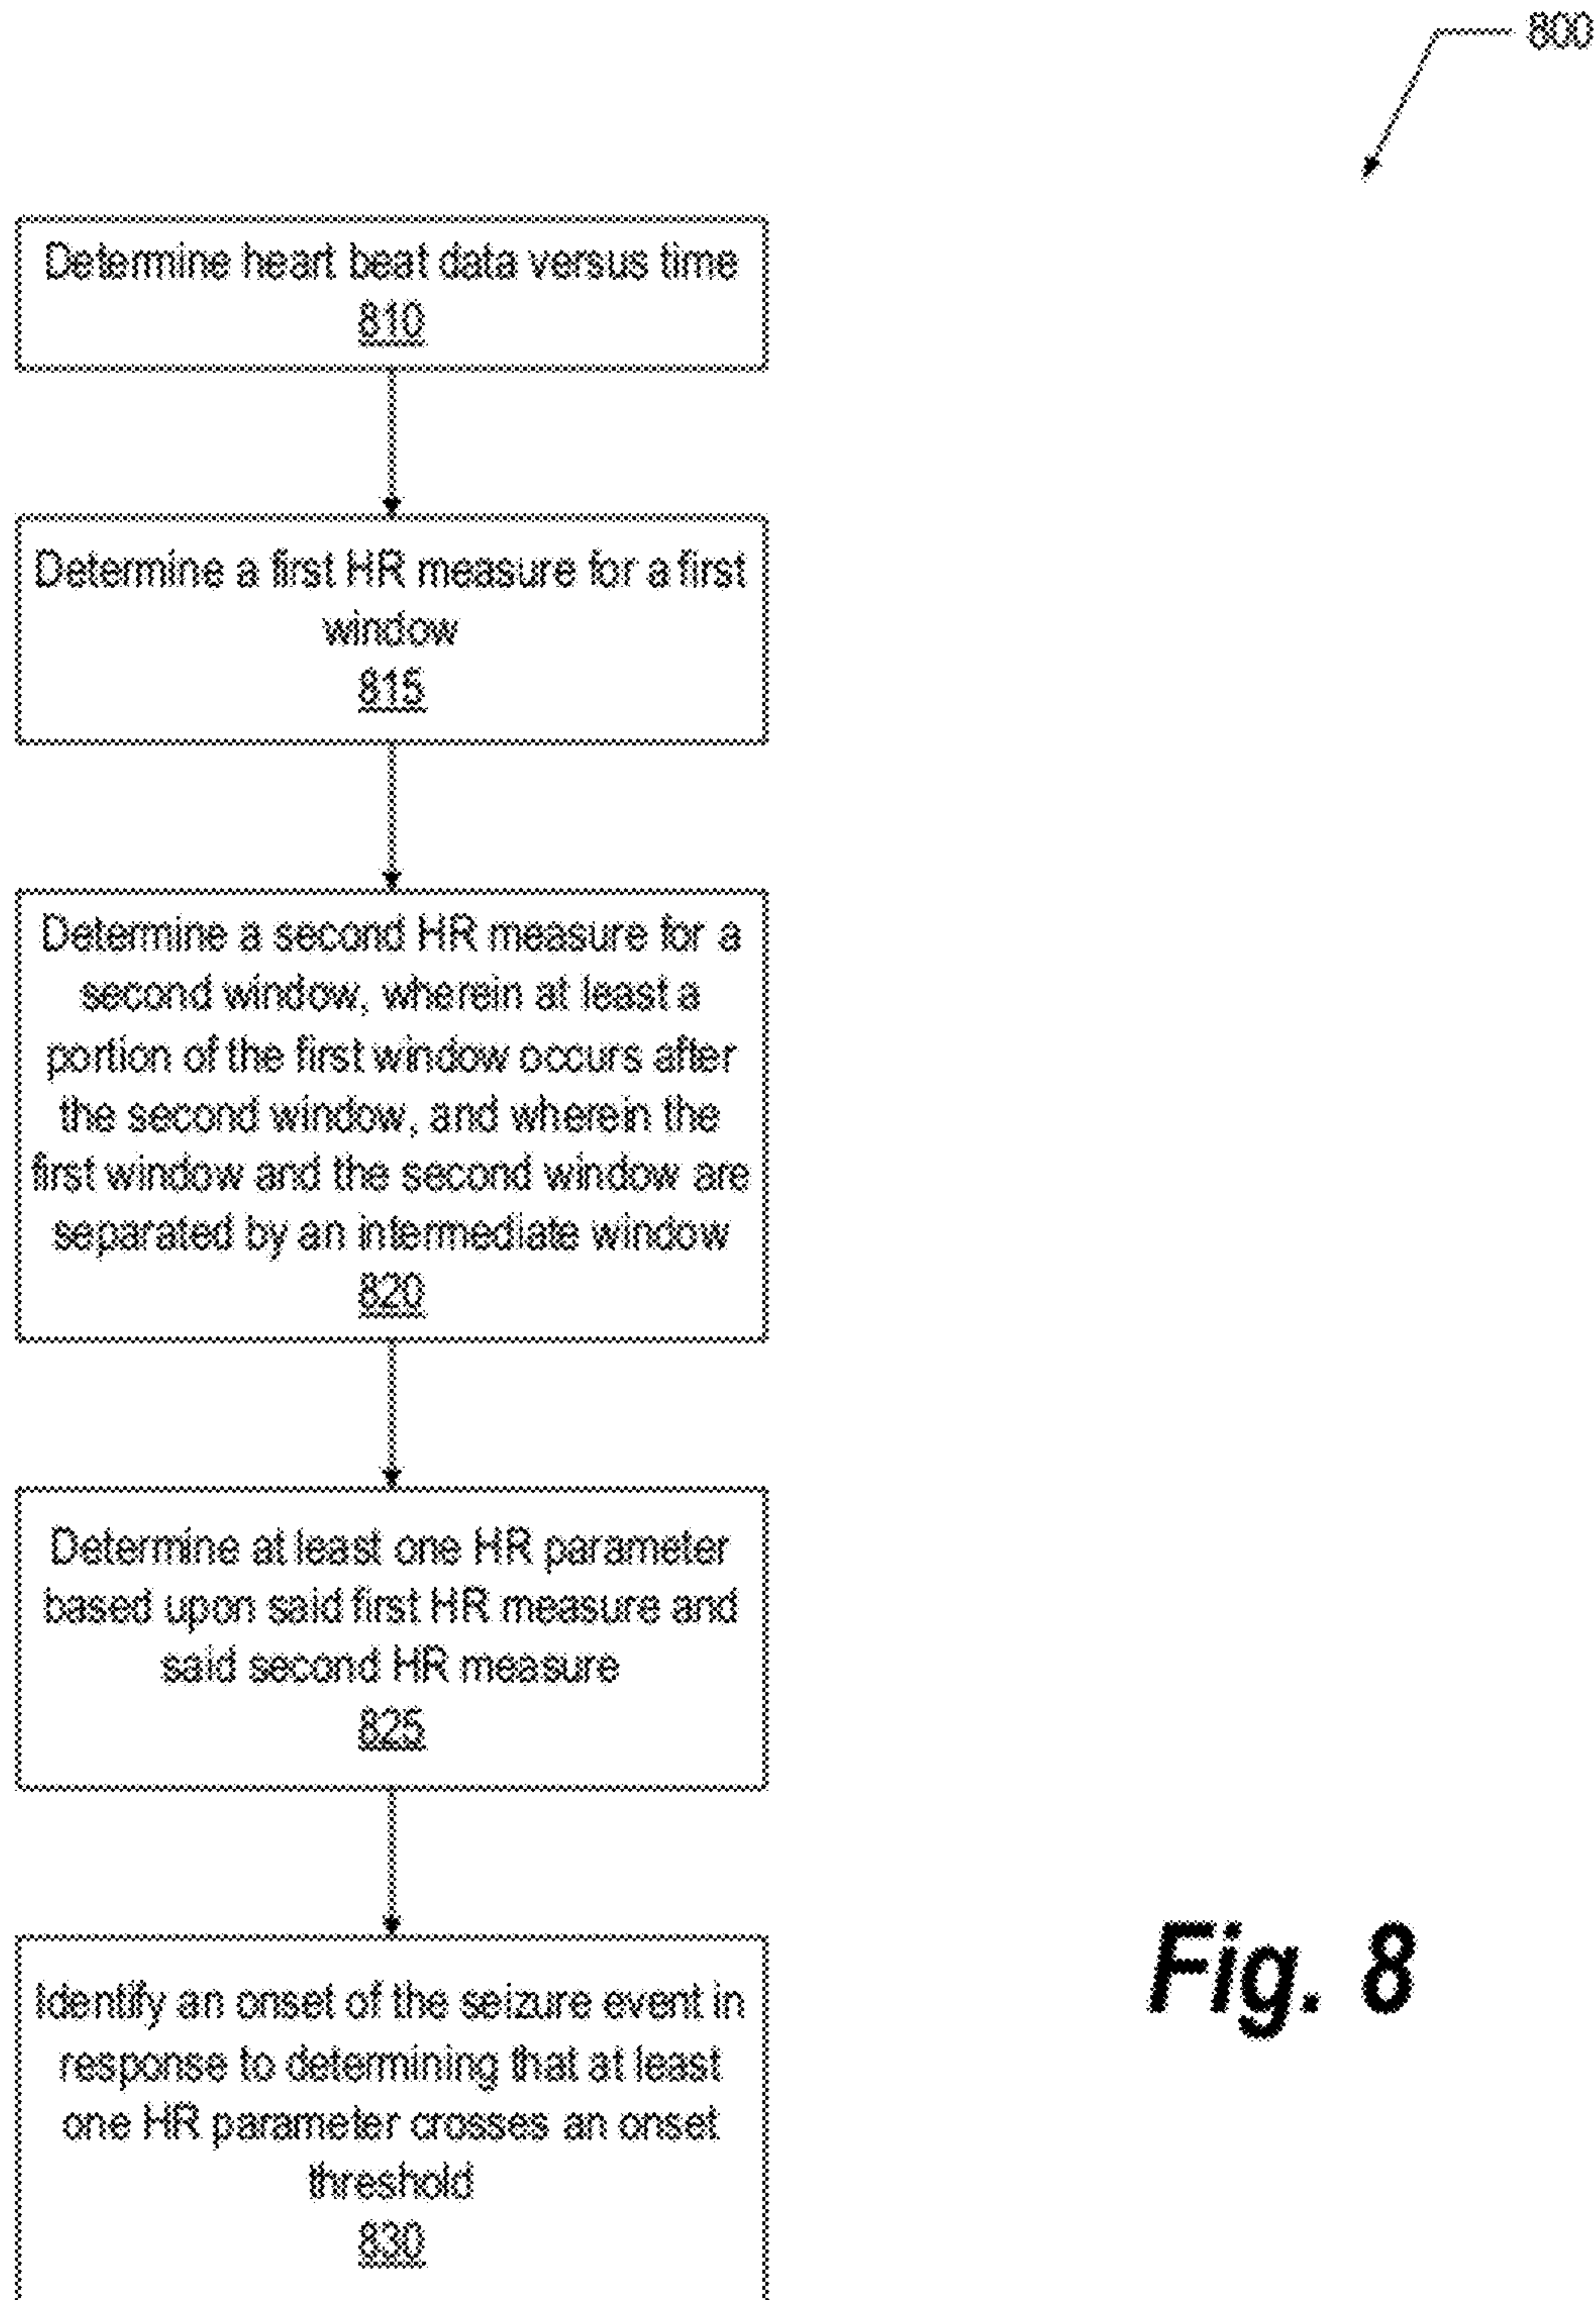 800
Determine heart beat data versus time
810
Determine a first HR measure for a first
window
815
Determine a second HR measure for a
second window, wherein at least a
portion of the first window occurs after
the second window, and wherein the
first window and the second window are
separated by an intermediate window
820
Determine at least one HR parameter
based upon said first HR measure and
said second HR measure
825
Identify an onset of the seizure event in
response to determining that at least
one HR parameter crosses an onset
threshold
830
Fig. 8